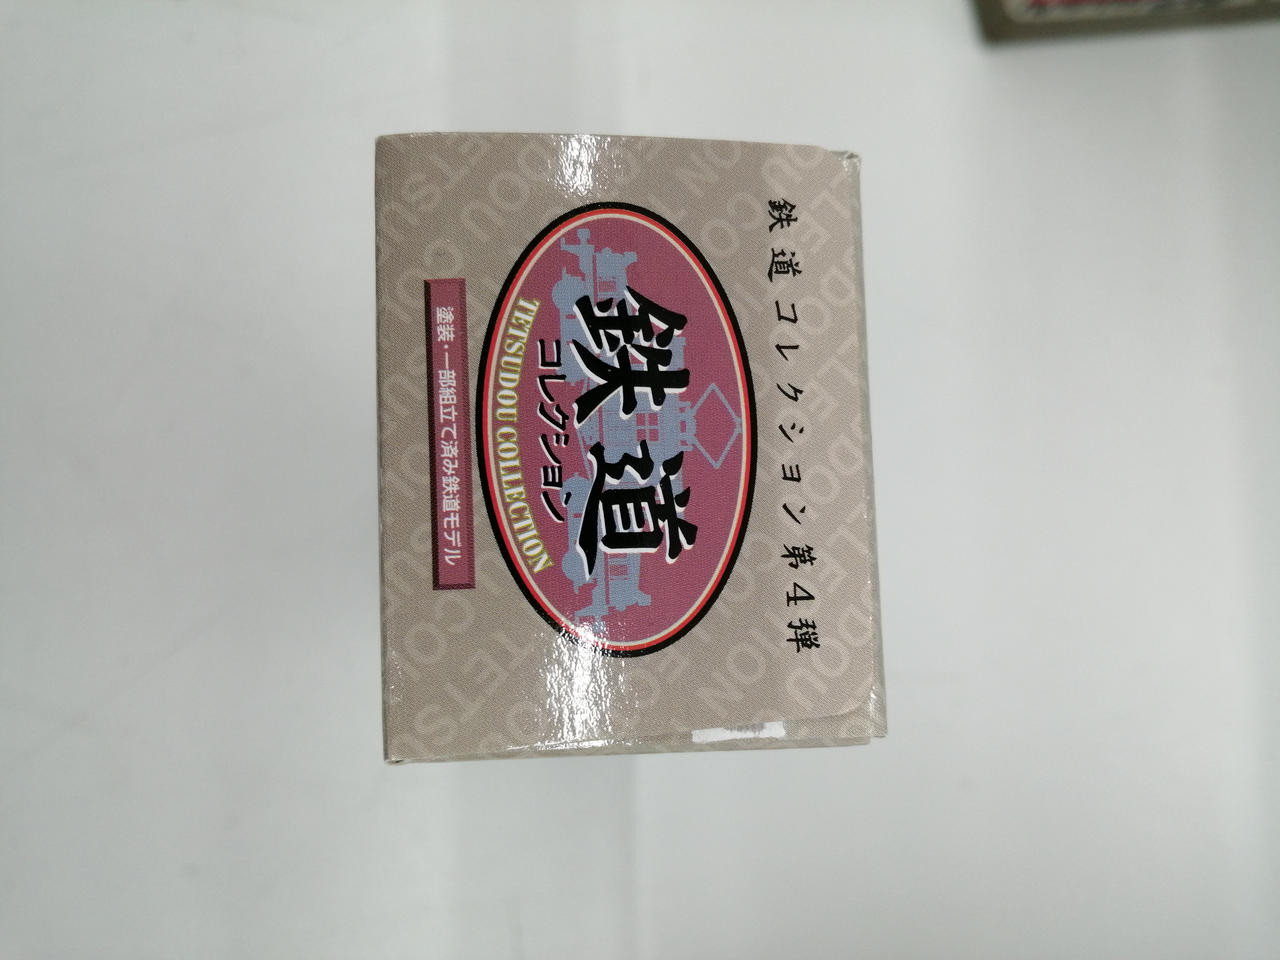 鉄道コレクション第4弾
鉄道
コレクション
TETSUDOU COLLECTION
塗装・一部組立て済み鉄道モデル